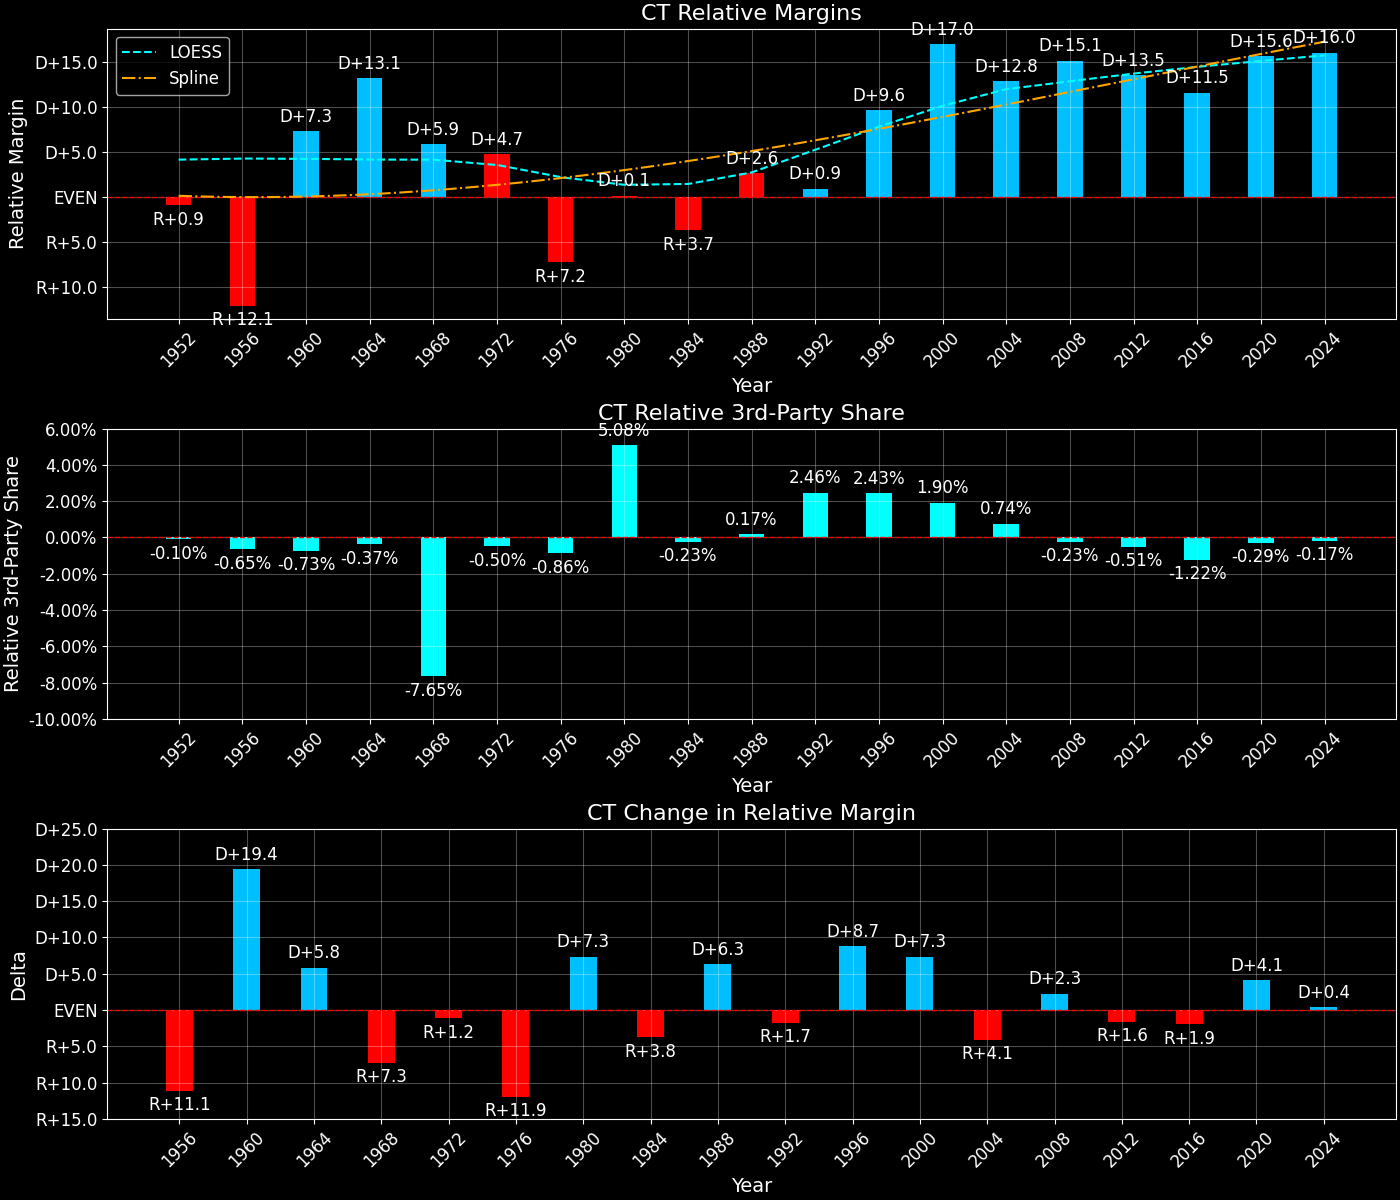 CT Relative Margins
LOESS
Spline
Relative Margin
D+15.0
D+10.0
D+5.0
EVEN
R+5.0
R+10.0
R+0.9
R+12.1
D+7.3
D+13.1
D+5.9
D+4.7
R+7.2
D+0.1
R+3.7
D+2.6
D+0.9
D+9.6
D+17.0
D+12.8
D+15.1
D+13.5
D+11.5
D+15.6
D+16.0
1952
1956
1960
1964
1968
1972
1976
1980
1984
1988
1992
1996
2000
2004
2008
2012
2016
2020
2024
Year
CT Relative 3rd-Party Share
Relative 3rd-Party Share
6.00%
4.00%
2.00%
0.00%
-2.00%
-4.00%
-6.00%
-8.00%
-10.00%
-0.10%
-0.65%
-0.73%
-0.37%
-7.65%
-0.50%
-0.86%
5.08%
-0.23%
0.17%
2.46%
2.43%
1.90%
0.74%
-0.23%
-0.51%
-1.22%
-0.29%
-0.17%
1952
1956
1960
1964
1968
1972
1976
1980
1984
1988
1992
1996
2000
2004
2008
2012
2016
2020
2024
Year
CT Change in Relative Margin
Delta
D+25.0
D+20.0
D+15.0
D+10.0
D+5.0
EVEN
R+5.0
R+10.0
R+15.0
R+11.1
D+19.4
D+5.8
R+7.3
R+1.2
R+11.9
D+7.3
R+3.8
D+6.3
R+1.7
D+8.7
D+7.3
R+4.1
D+2.3
R+1.6
R+1.9
D+4.1
D+0.4
1956
1960
1964
1968
1972
1976
1980
1984
1988
1992
1996
2000
2004
2008
2012
2016
2020
2024
Year